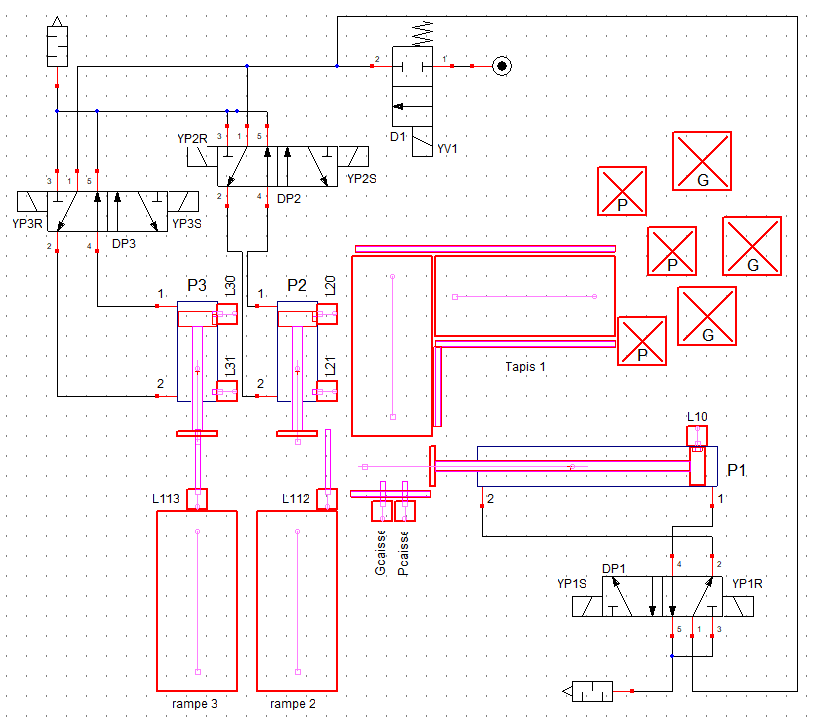 2
1
D1
YV1
YP2R
3
1
5
YP2S
2
4
DP2
3
1
5
YP3R
YP3S
2
4
DP3
G
P
P
G
G
P
P3
L30
P2
L20
1
1
L31
L21
2
2
Tapis 1
L10
P1
2
1
L113
L112
Gcaisse
Pcaisse
4
2
YP1S
DP1
YP1R
5
1
3
rampe 3
rampe 2